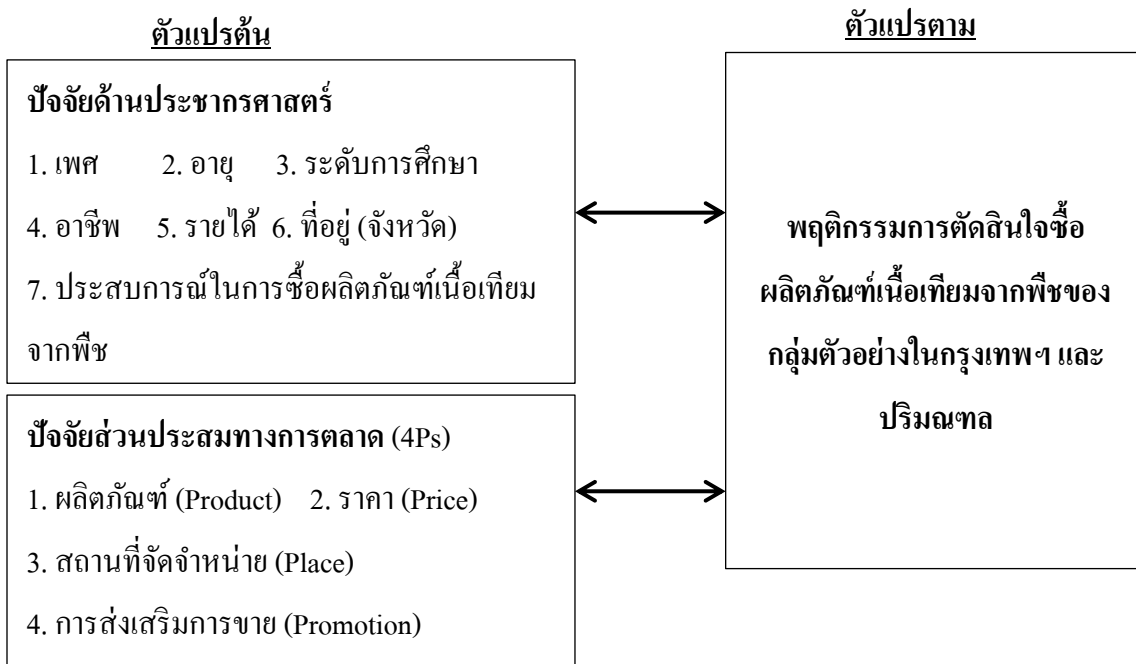 ตัวแปรต้น
ปัจจัยด้านประชากรศาสตร์
1. เพศ 2. อายุ 3. ระดับการศึกษา
4. อาชีพ 5. รายได้ 6. ที่อยู่ (จังหวัด)
7. ประสบการณ์ในการซื้อผลิตภัณฑ์เนื้อเทียม
จากพืช
ปัจจัยส่วนประสมทางการตลาด (4Ps)
1. ผลิตภัณฑ์ (Product) 2. ราคา (Price)
3. สถานที่จัดจำหน่าย (Place)
4. การส่งเสริมการขาย (Promotion)
ตัวแปรตาม
พฤติกรรมการตัดสินใจซื้อ
ผลิตภัณฑ์เนื้อเทียมจากพืชของ
กลุ่มตัวอย่างในกรุงเทพฯ และ
ปริมณฑล